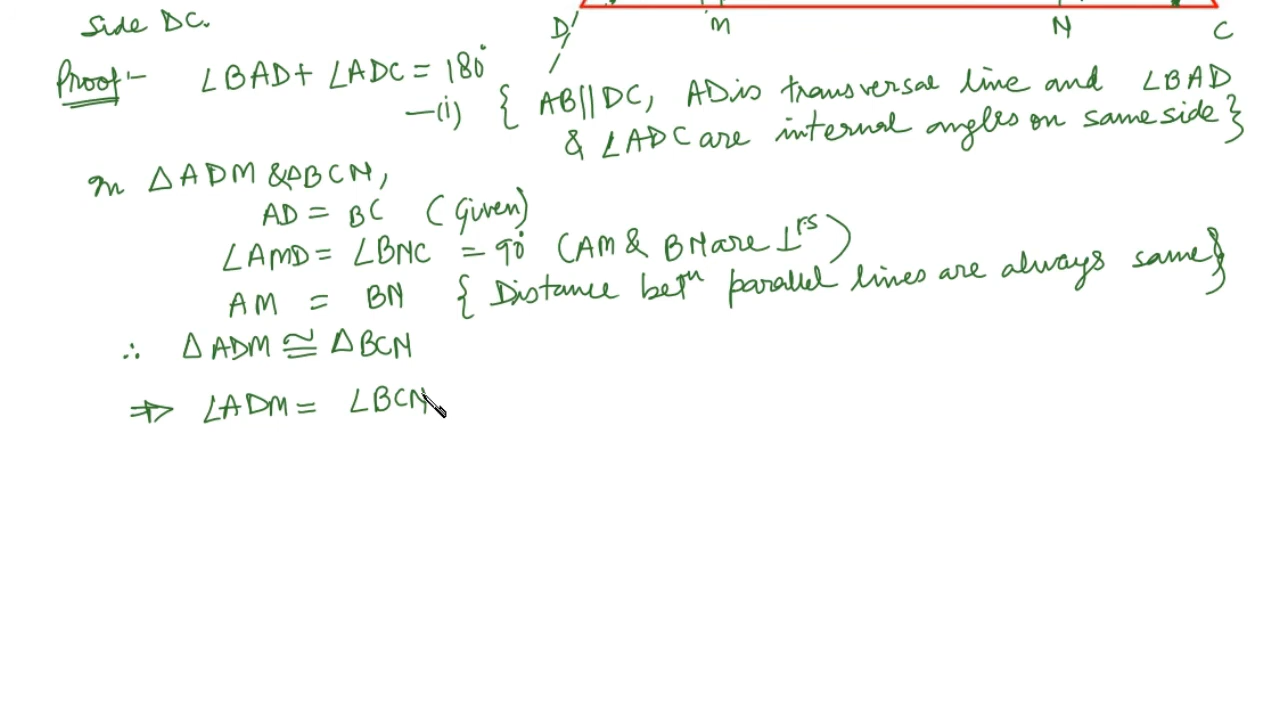 Side DC.
D M N C
Proof:- ∠BAD + ∠ADC = 180°
—(i) { AB || DC, AD is transversal line and ∠BAD
& ∠ADC are internal angles on same side }
In △ADM & △BCN,
AD = BC (Given)
∠AMD = ∠BNC = 90° (AM & BN are ⊥rs)
AM = BN { Distance betn parallel lines are always same }
∴ △ADM ≅ △BCN
⇒ ∠ADM = ∠BCN